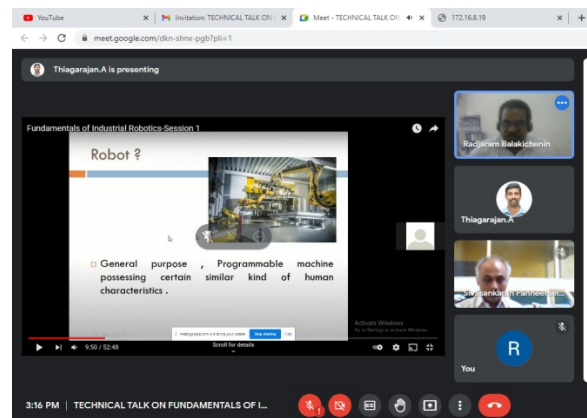 YouTube
Invitation: TECHNICAL TALK ON
Meet - TECHNICAL TALK ON
172.16.8.19
meet.google.com/dkn-shnx-pgb?pli=1
Thiagarajan.A is presenting
Fundamentals of Industrial Robotics-Session 1
Robot ?
General purpose , Programmable machine
possessing certain similar kind of human
characteristics .
Stop sharing
Activate Windows
Go to Settings to activate Windows.
9:50 / 52:48
Scroll for details
Radjaram Balakichenin
Thiagarajan.A
R
You
3:16 PM | TECHNICAL TALK ON FUNDAMENTALS OF I...